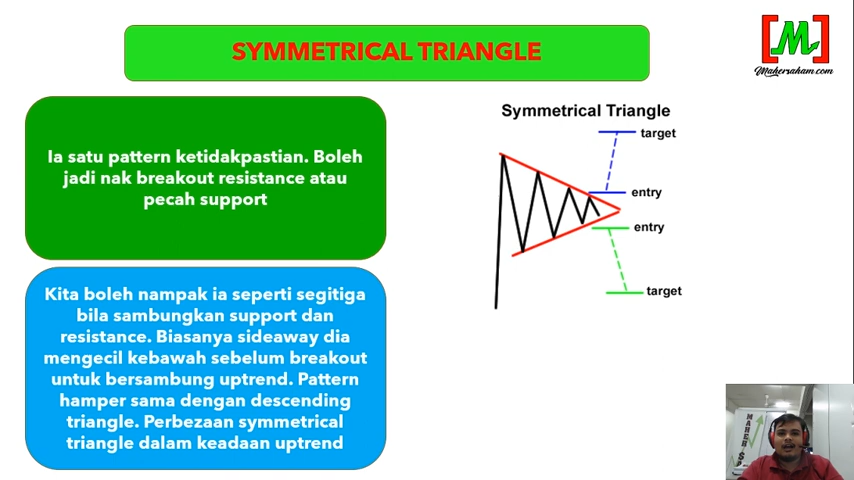 SYMMETRICAL TRIANGLE
[M]
Mahersaham.com
Ia satu pattern ketidakpastian. Boleh
jadi nak breakout resistance atau
pecah support
Kita boleh nampak ia seperti segitiga
bila sambungkan support dan
resistance. Biasanya sideaway dia
mengecil kebawah sebelum breakout
untuk bersambung uptrend. Pattern
hamper sama dengan descending
triangle. Perbezaan symmetrical
triangle dalam keadaan uptrend
Symmetrical Triangle
target
entry
entry
target